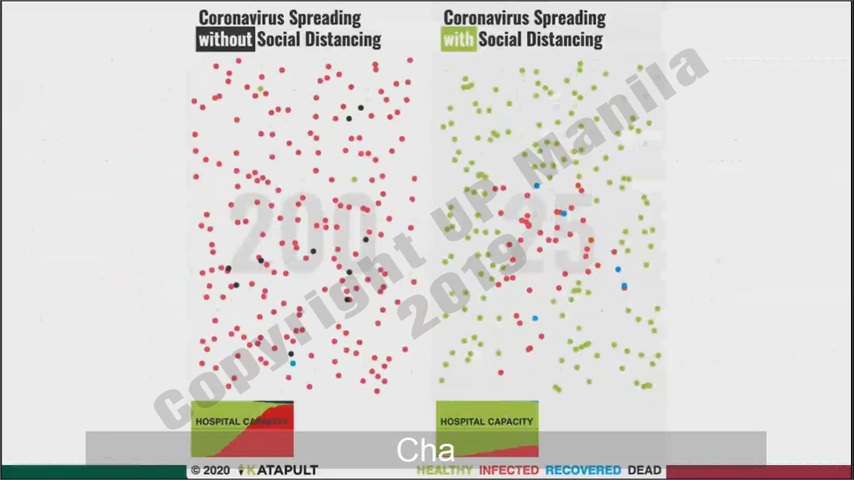 Coronavirus Spreading
without Social Distancing
Coronavirus Spreading
with Social Distancing
200
25
Copyright UP Manila
2019
HOSPITAL CAPACITY
HOSPITAL CAPACITY
Cha
© 2020 KATAPULT
HEALTHY INFECTED RECOVERED DEAD